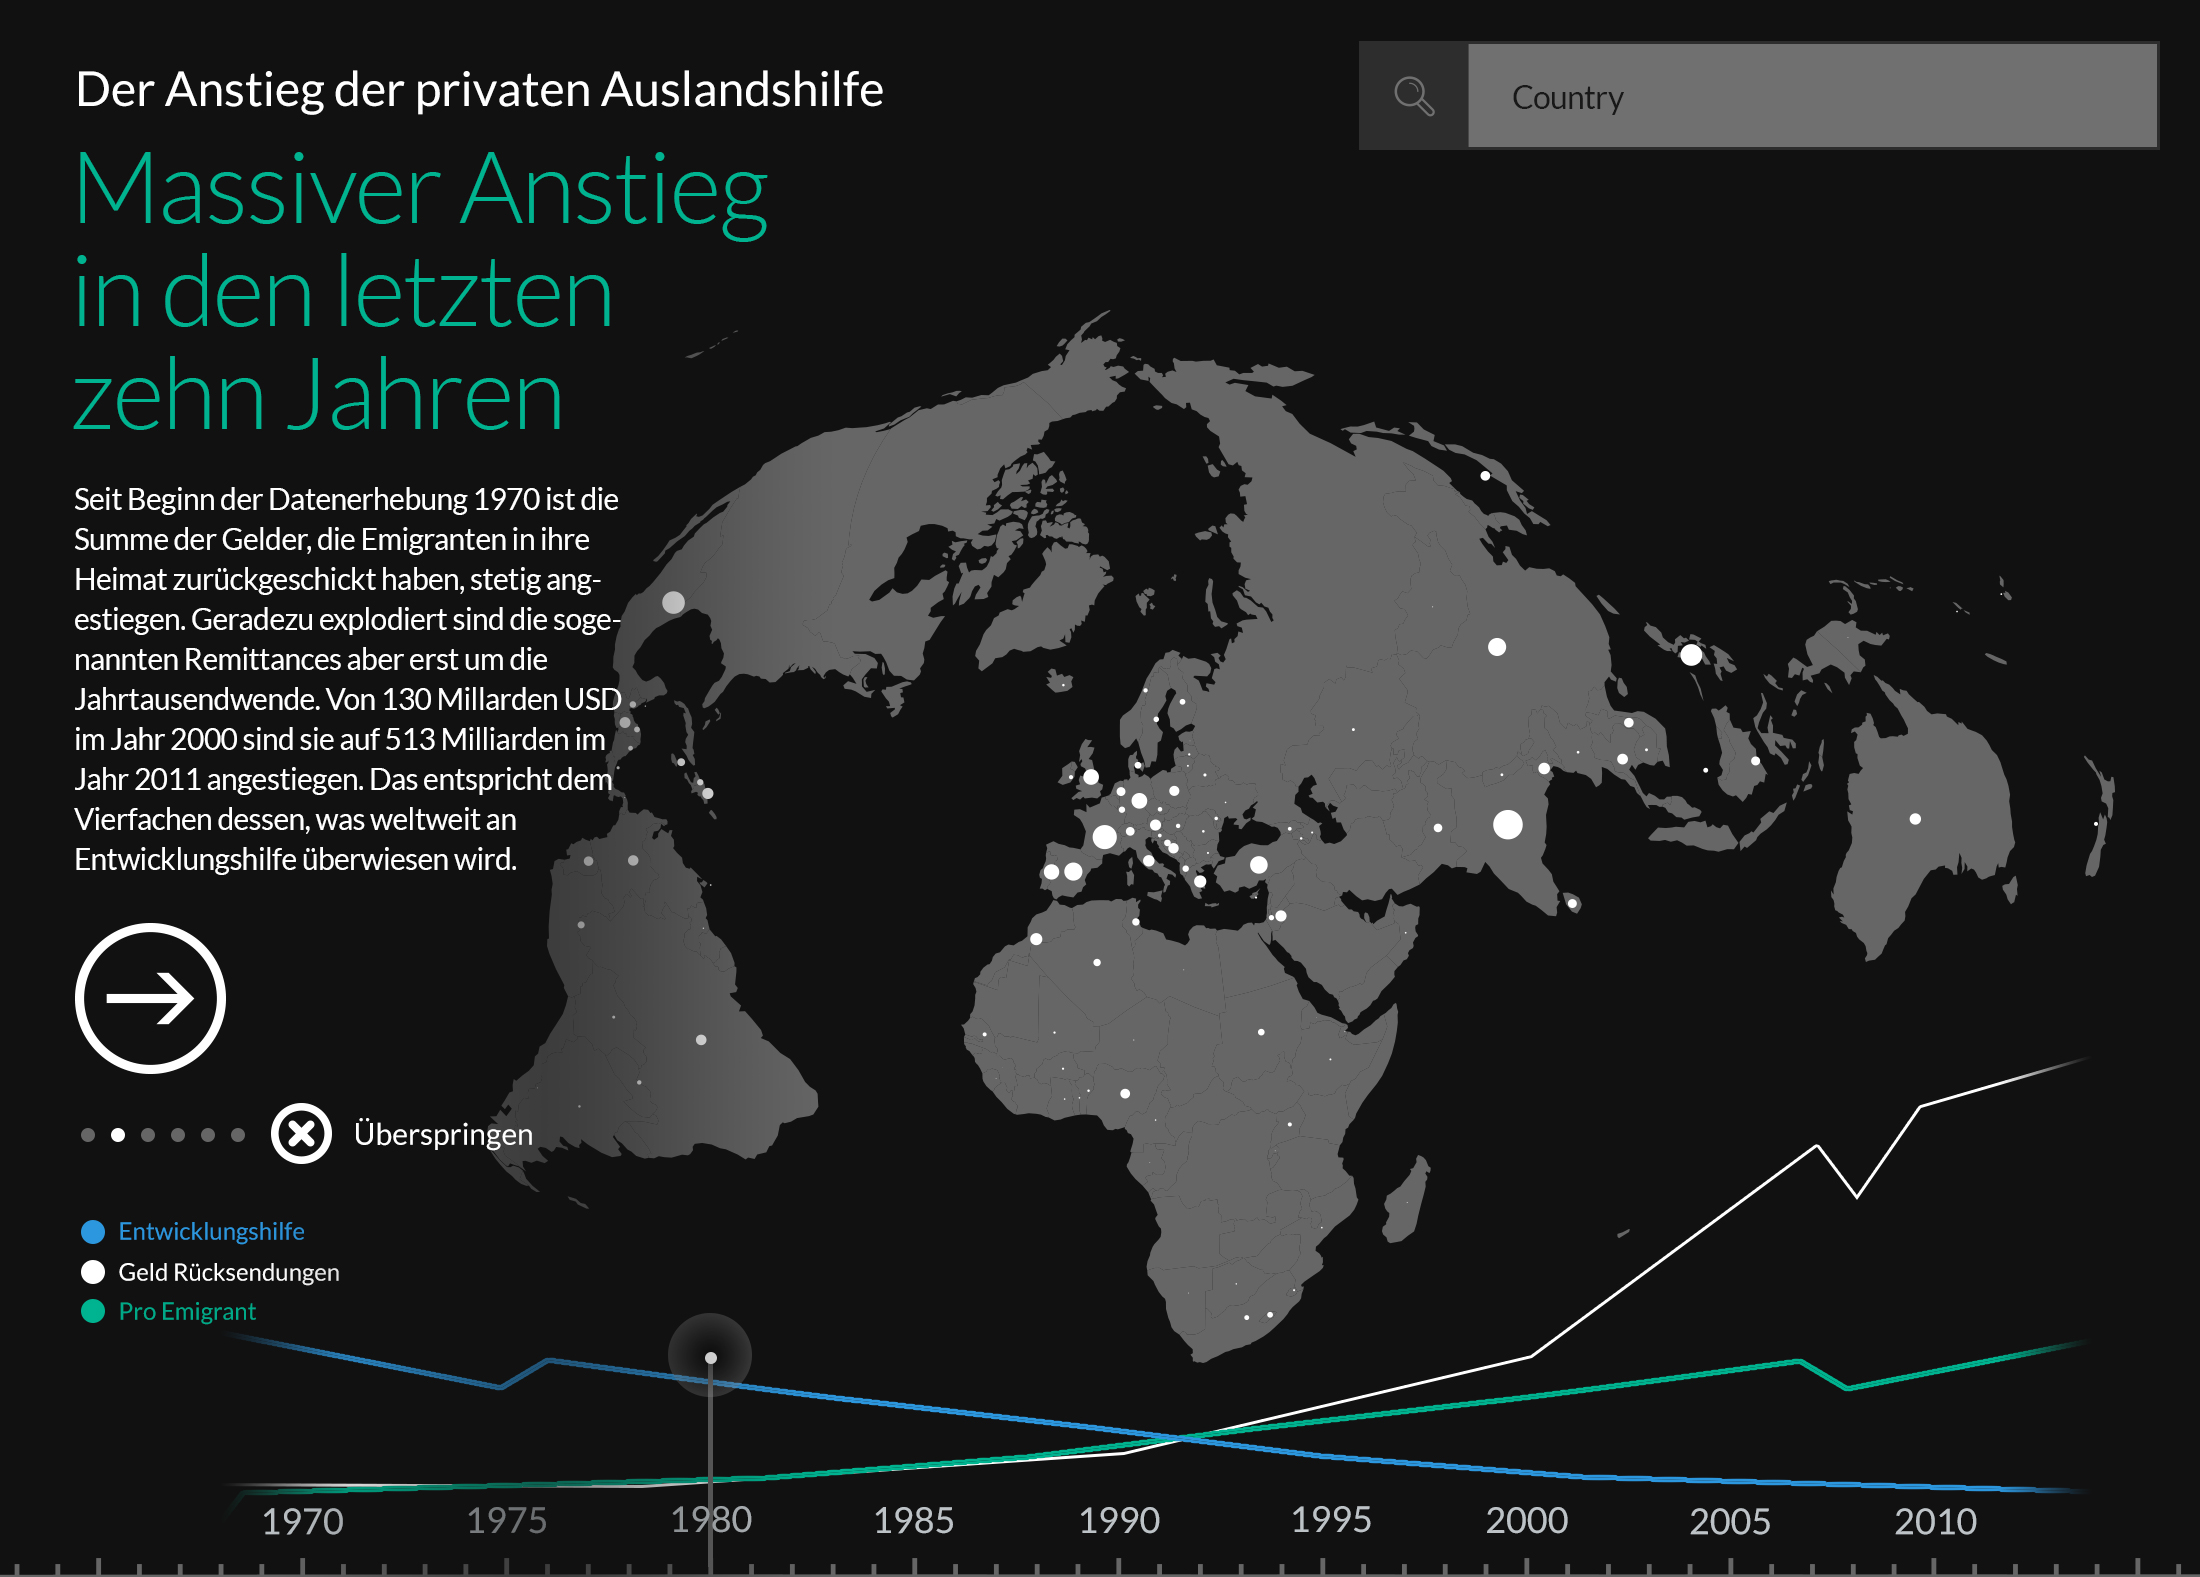 Der Anstieg der privaten Auslandshilfe
Country
Massiver Anstieg
in den letzten
zehn Jahren
Seit Beginn der Datenerhebung 1970 ist die
Summe der Gelder, die Emigranten in ihre
Heimat zurückgeschickt haben, stetig ang-
estiegen. Geradezu explodiert sind die soge-
nannten Remittances aber erst um die
Jahrtausendwende. Von 130 Millarden USD
im Jahr 2000 sind sie auf 513 Milliarden im
Jahr 2011 angestiegen. Das entspricht dem
Vierfachen dessen, was weltweit an
Entwicklungshilfe überwiesen wird.
Überspringen
Entwicklungshilfe
Geld Rücksendungen
Pro Emigrant
1970 1975 1980 1985 1990 1995 2000 2005 2010